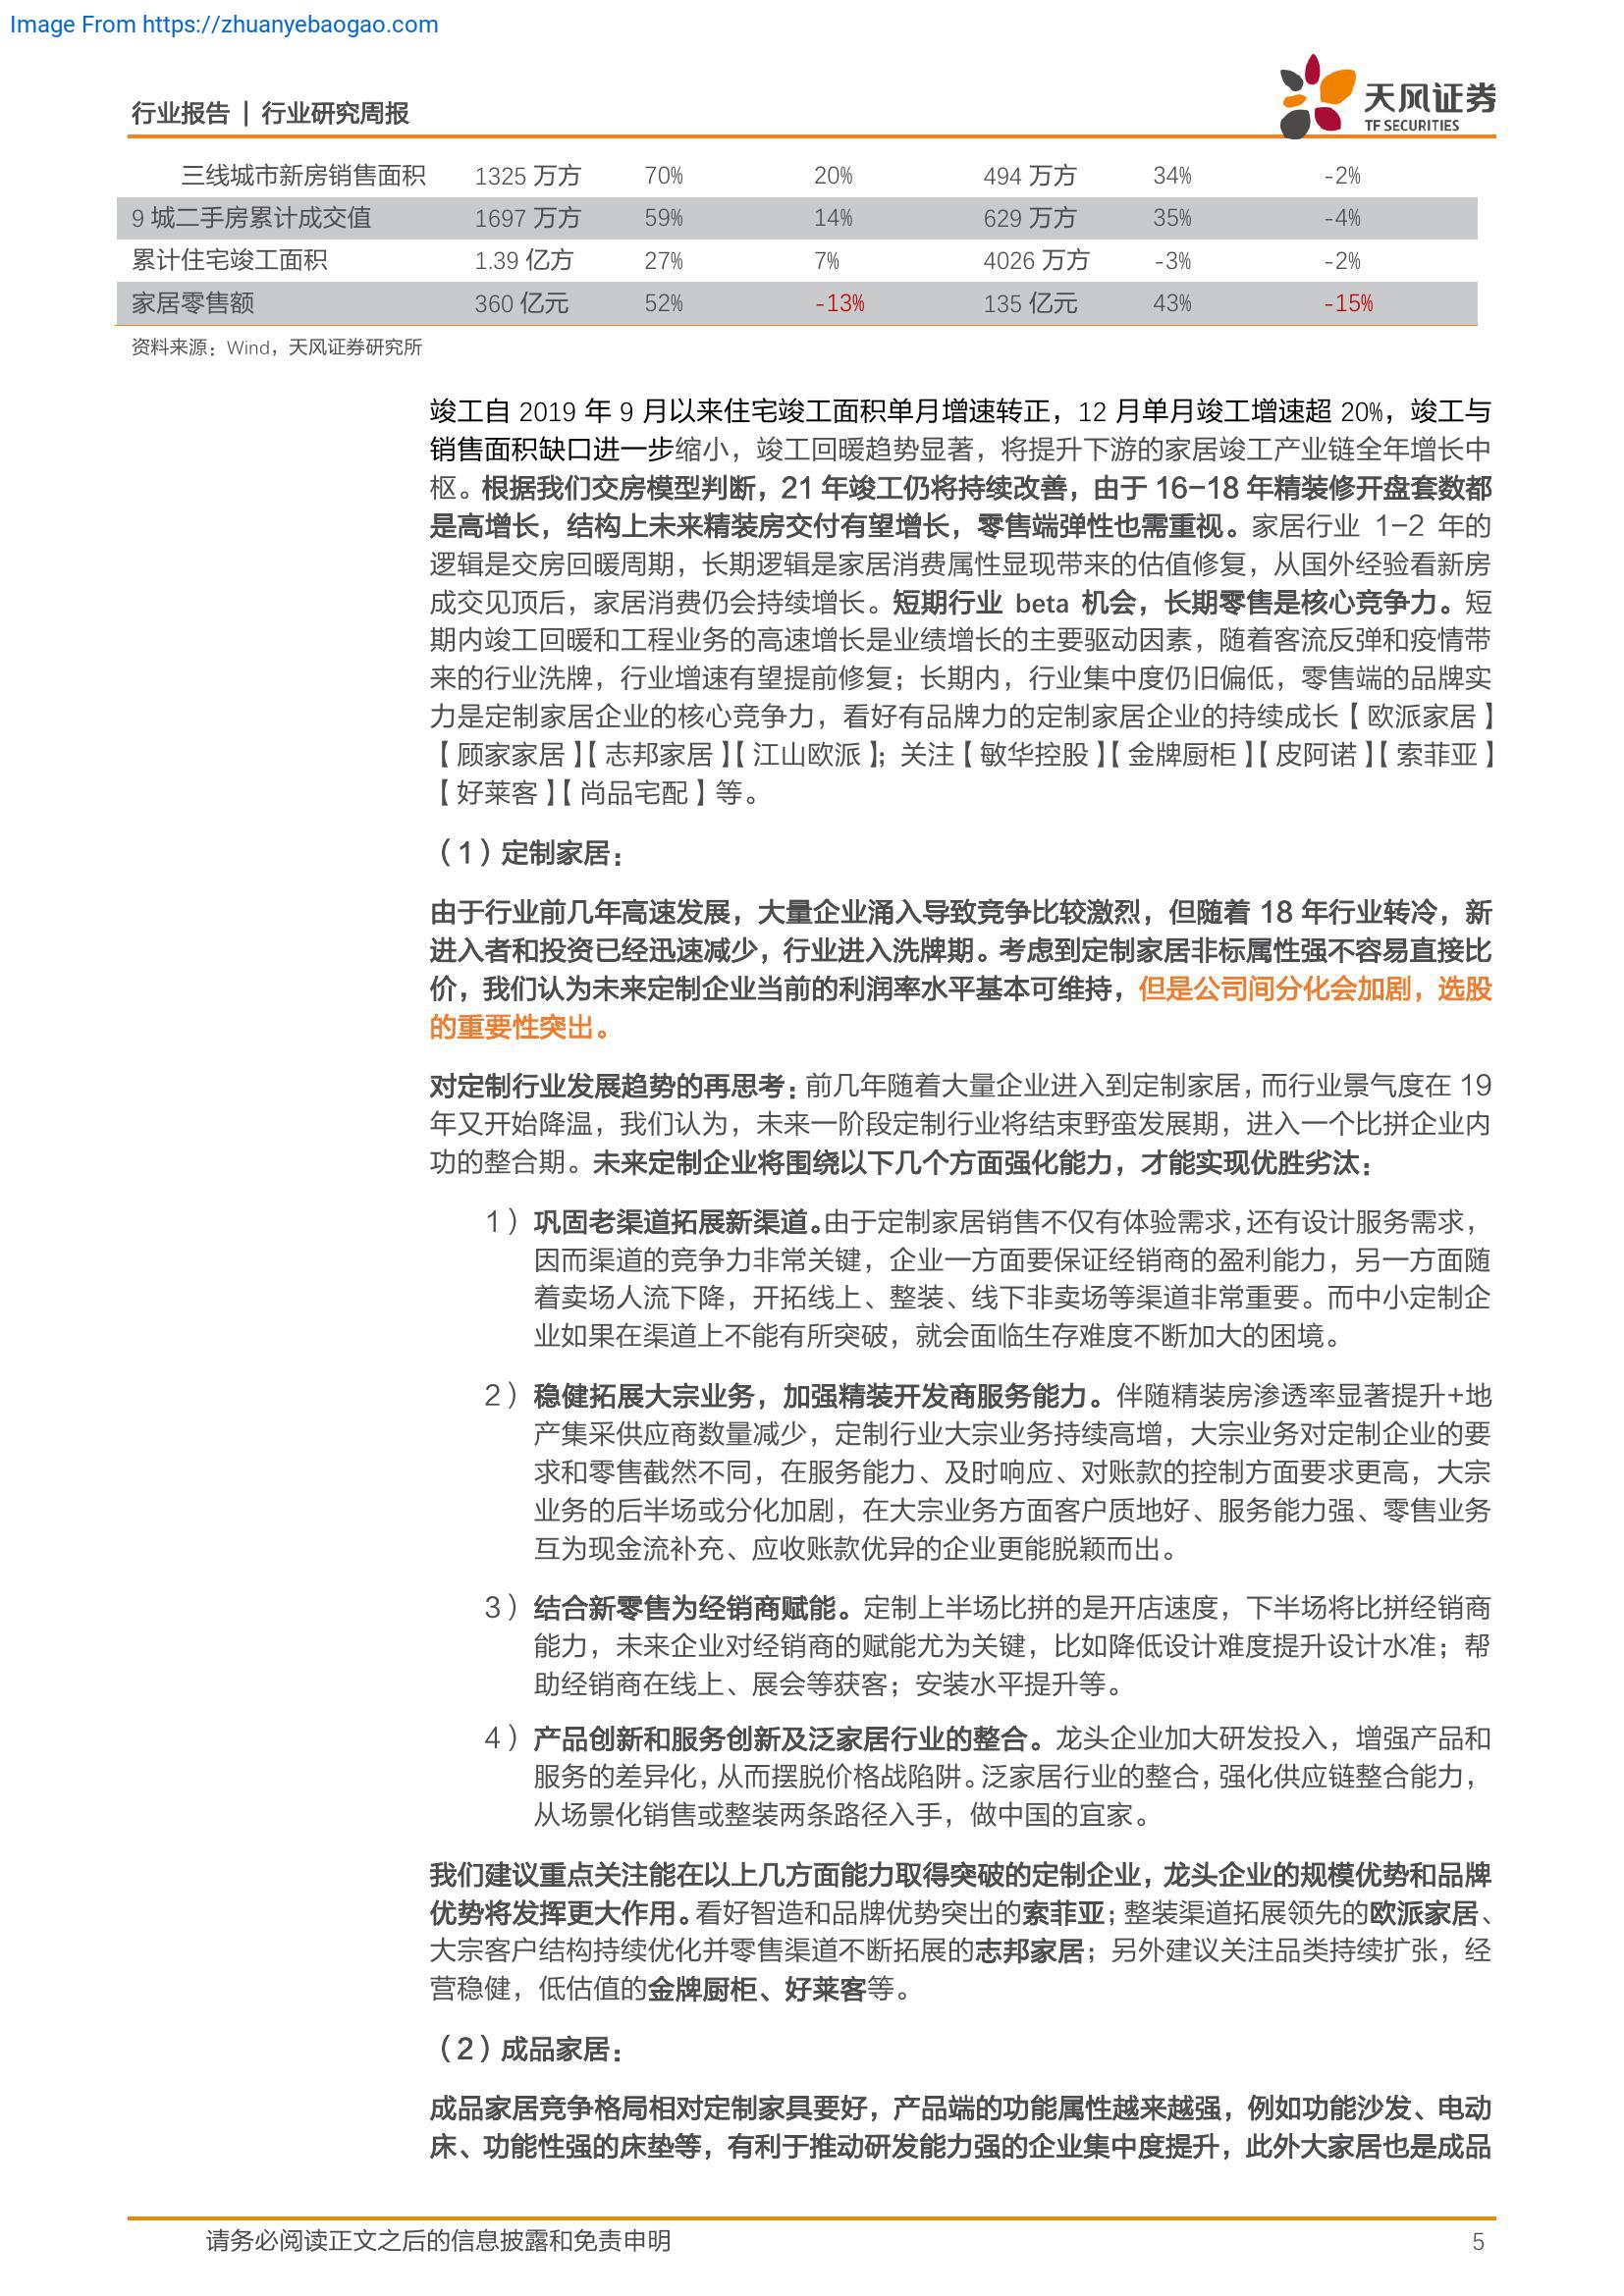 Image From https://zhuanyebaogao.com
行业报告 | 行业研究周报
天风证券
TF SECURITIES
三线城市新房销售面积 1325 万方 70% 20% 494 万方 34% -2%
9 城二手房累计成交值 1697 万方 59% 14% 629 万方 35% -4%
累计住宅竣工面积 1.39 亿方 27% 7% 4026 万方 -3% -2%
家居零售额 360 亿元 52% -13% 135 亿元 43% -15%
资料来源：Wind，天风证券研究所
竣工自 2019 年 9 月以来住宅竣工面积单月增速转正，12 月单月竣工增速超 20%，竣工与
销售面积缺口进一步缩小，竣工回暖趋势显著，将提升下游的家居竣工产业链全年增长中
枢。根据我们交房模型判断，21 年竣工仍将持续改善，由于 16-18 年精装修开盘套数都
是高增长，结构上未来精装房交付有望增长，零售端弹性也需重视。家居行业 1-2 年的
逻辑是交房回暖周期，长期逻辑是家居消费属性显现带来的估值修复，从国外经验看新房
成交见顶后，家居消费仍会持续增长。短期行业 beta 机会，长期零售是核心竞争力。短
期内竣工回暖和工程业务的高速增长是业绩增长的主要驱动因素，随着客流反弹和疫情带
来的行业洗牌，行业增速有望提前修复；长期内，行业集中度仍旧偏低，零售端的品牌实
力是定制家居企业的核心竞争力，看好有品牌力的定制家居企业的持续成长【欧派家居】
【顾家家居】【志邦家居】【江山欧派】；关注【敏华控股】【金牌厨柜】【皮阿诺】【索菲亚】
【好莱客】【尚品宅配】等。
（1）定制家居：
由于行业前几年高速发展，大量企业涌入导致竞争比较激烈，但随着 18 年行业转冷，新
进入者和投资已经迅速减少，行业进入洗牌期。考虑到定制家居非标属性强不容易直接比
价，我们认为未来定制企业当前的利润率水平基本可维持，但是公司间分化会加剧，选股
的重要性突出。
对定制行业发展趋势的再思考：前几年随着大量企业进入到定制家居，而行业景气度在 19
年又开始降温，我们认为，未来一阶段定制行业将结束野蛮发展期，进入一个比拼企业内
功的整合期。未来定制企业将围绕以下几个方面强化能力，才能实现优胜劣汰：
1）巩固老渠道拓展新渠道。由于定制家居销售不仅有体验需求，还有设计服务需求，
因而渠道的竞争力非常关键，企业一方面要保证经销商的盈利能力，另一方面随
着卖场人流下降，开拓线上、整装、线下非卖场等渠道非常重要。而中小定制企
业如果在渠道上不能有所突破，就会面临生存难度不断加大的困境。
2）稳健拓展大宗业务，加强精装开发商服务能力。伴随精装房渗透率显著提升+地
产集采供应商数量减少，定制行业大宗业务持续高增，大宗业务对定制企业的要
求和零售截然不同，在服务能力、及时响应、对账款的控制方面要求更高，大宗
业务的后半场或分化加剧，在大宗业务方面客户质地好、服务能力强、零售业务
互为现金流补充、应收账款优异的企业更能脱颖而出。
3）结合新零售为经销商赋能。定制上半场比拼的是开店速度，下半场将比拼经销商
能力，未来企业对经销商的赋能尤为关键，比如降低设计难度提升设计水准；帮
助经销商在线上、展会等获客；安装水平提升等。
4）产品创新和服务创新及泛家居行业的整合。龙头企业加大研发投入，增强产品和
服务的差异化，从而摆脱价格战陷阱。泛家居行业的整合，强化供应链整合能力，
从场景化销售或整装两条路径入手，做中国的宜家。
我们建议重点关注能在以上几方面能力取得突破的定制企业，龙头企业的规模优势和品牌
优势将发挥更大作用。看好智造和品牌优势突出的索菲亚；整装渠道拓展领先的欧派家居、
大宗客户结构持续优化并零售渠道不断拓展的志邦家居；另外建议关注品类持续扩张，经
营稳健，低估值的金牌厨柜、好莱客等。
（2）成品家居：
成品家居竞争格局相对定制家具要好，产品端的功能属性越来越强，例如功能沙发、电动
床、功能性强的床垫等，有利于推动研发能力强的企业集中度提升，此外大家居也是成品
请务必阅读正文之后的信息披露和免责申明 5